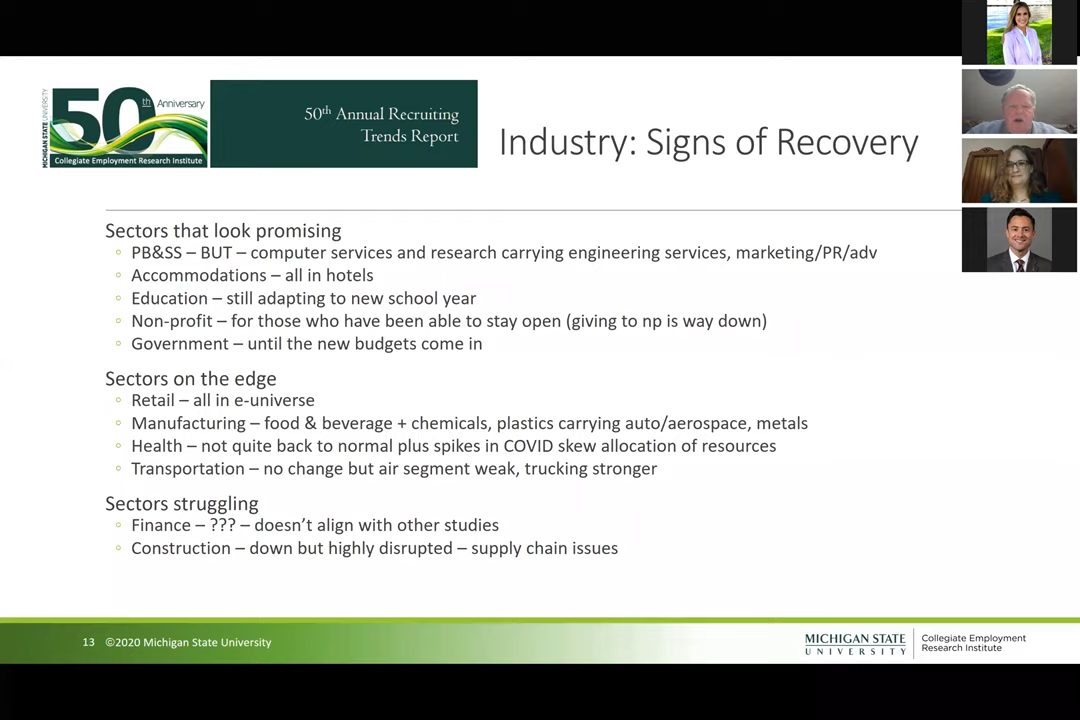 MICHIGAN STATE UNIVERSITY
50th Anniversary
Collegiate Employment Research Institute
50th Annual Recruiting
Trends Report
Industry: Signs of Recovery
Sectors that look promising
◦ PB&SS – BUT – computer services and research carrying engineering services, marketing/PR/adv
◦ Accommodations – all in hotels
◦ Education – still adapting to new school year
◦ Non-profit – for those who have been able to stay open (giving to np is way down)
◦ Government – until the new budgets come in
Sectors on the edge
◦ Retail – all in e-universe
◦ Manufacturing – food & beverage + chemicals, plastics carrying auto/aerospace, metals
◦ Health – not quite back to normal plus spikes in COVID skew allocation of resources
◦ Transportation – no change but air segment weak, trucking stronger
Sectors struggling
◦ Finance – ??? – doesn’t align with other studies
◦ Construction – down but highly disrupted – supply chain issues
13 ©2020 Michigan State University
MICHIGAN STATE
UNIVERSITY
Collegiate Employment
Research Institute